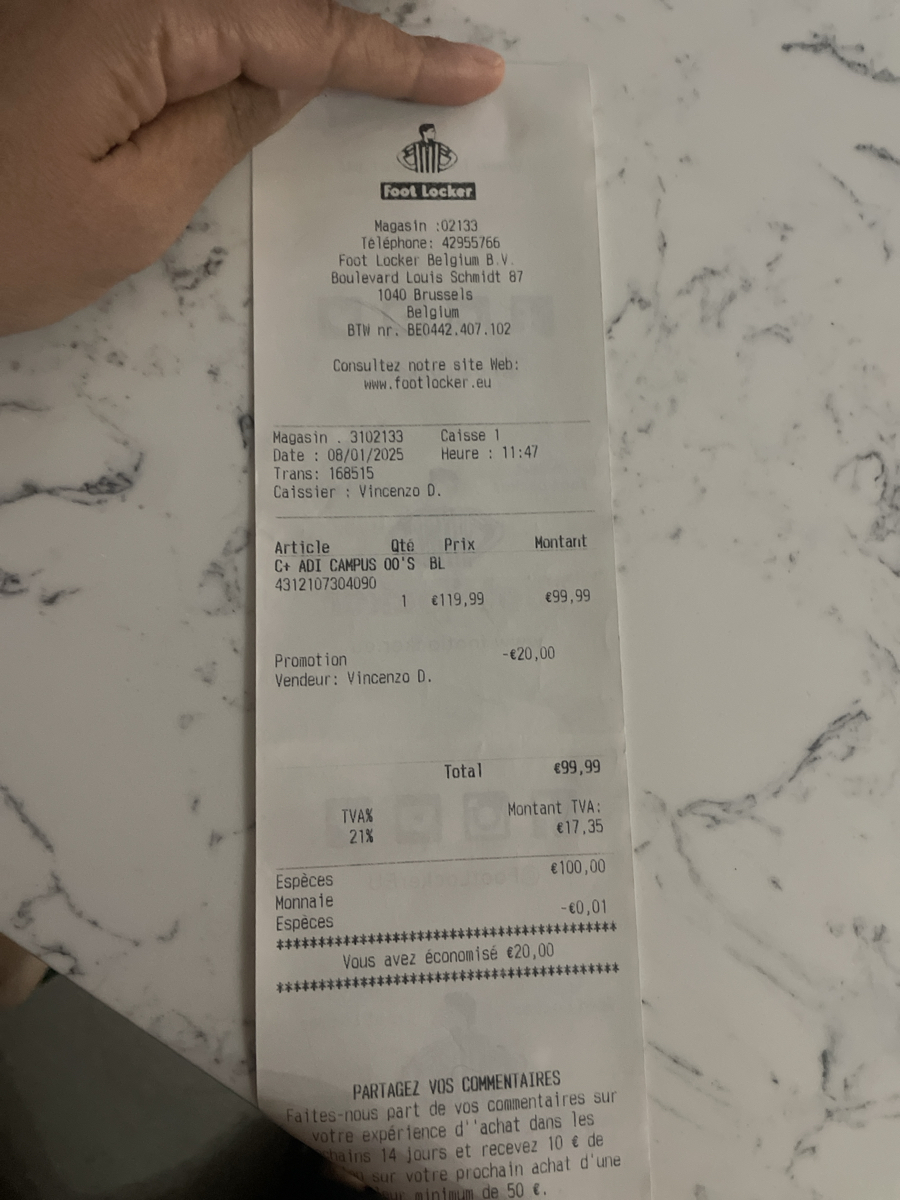 Foot Locker
Magasin :02133
Téléphone: 42955766
Foot Locker Belgium B.V.
Boulevard Louis Schmidt 87
1040 Brussels
Belgium
BTW nr. BE0442.407.102
Consultez notre site Web:
www.footlocker.eu
Magasin . 3102133 Caisse 1
Date : 08/01/2025 Heure : 11:47
Trans: 168515
Caissier : Vincenzo D.
Article Qté Prix Montant
C+ ADI CAMPUS 00'S BL
4312107304090
1 €119,99 €99,99
Promotion -€20,00
Vendeur: Vincenzo D.
Total €99,99
TVA% Montant TVA:
21% €17,35
Espèces €100,00
Monnaie
Espèces -€0,01
*****************************************
Vous avez économisé €20,00
*****************************************
PARTAGEZ VOS COMMENTAIRES
Faites-nous part de vos commentaires sur
votre expérience d''achat dans les
14 jours et recevez 10 € de
sur votre prochain achat d'une
minimum de 50 €.